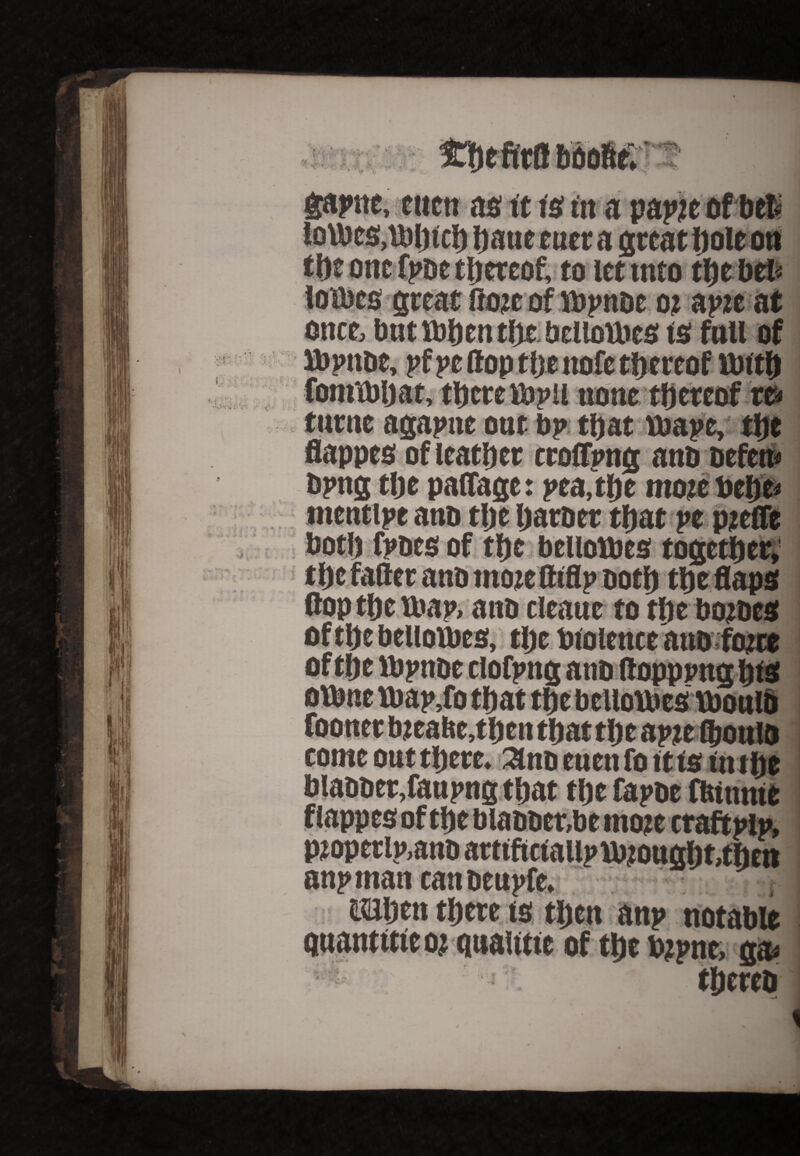 The first booke.
gayne, euen as it is in a payre of bel-
lowes, which haue euer a great hole on
the one syde thereof, to let into the bel-
lowes great store of wynde or ayre at
once, but when the bellowes is full of
wynde, yf ye stop the nose thereof with
somwhat, there wyll none thereof re-
turne agayne out by that waye, the
flappes of leather crossyng and defen-
dyng the passage: yea, the more vehe-
mentlye and the harder that ye presse
both sydes of the bellowes together,
the faster and more stifly doth the flaps
stop the way, and cleaue to the bordes
of the bellowes, the violence and force
of the wynde closyng and stoppyng his
owne way, so that the bellowes would
sooner breake, then that the ayre should
come out there. And euen so it is in the
bladder, sauyng that the sayde skinnie
flappes of the bladder, be more craftyly,
properly, and artificially wrought, then
any man can deuyse.
When there is then any notable
quantitie or qualitie of the vryne, ga-
thered